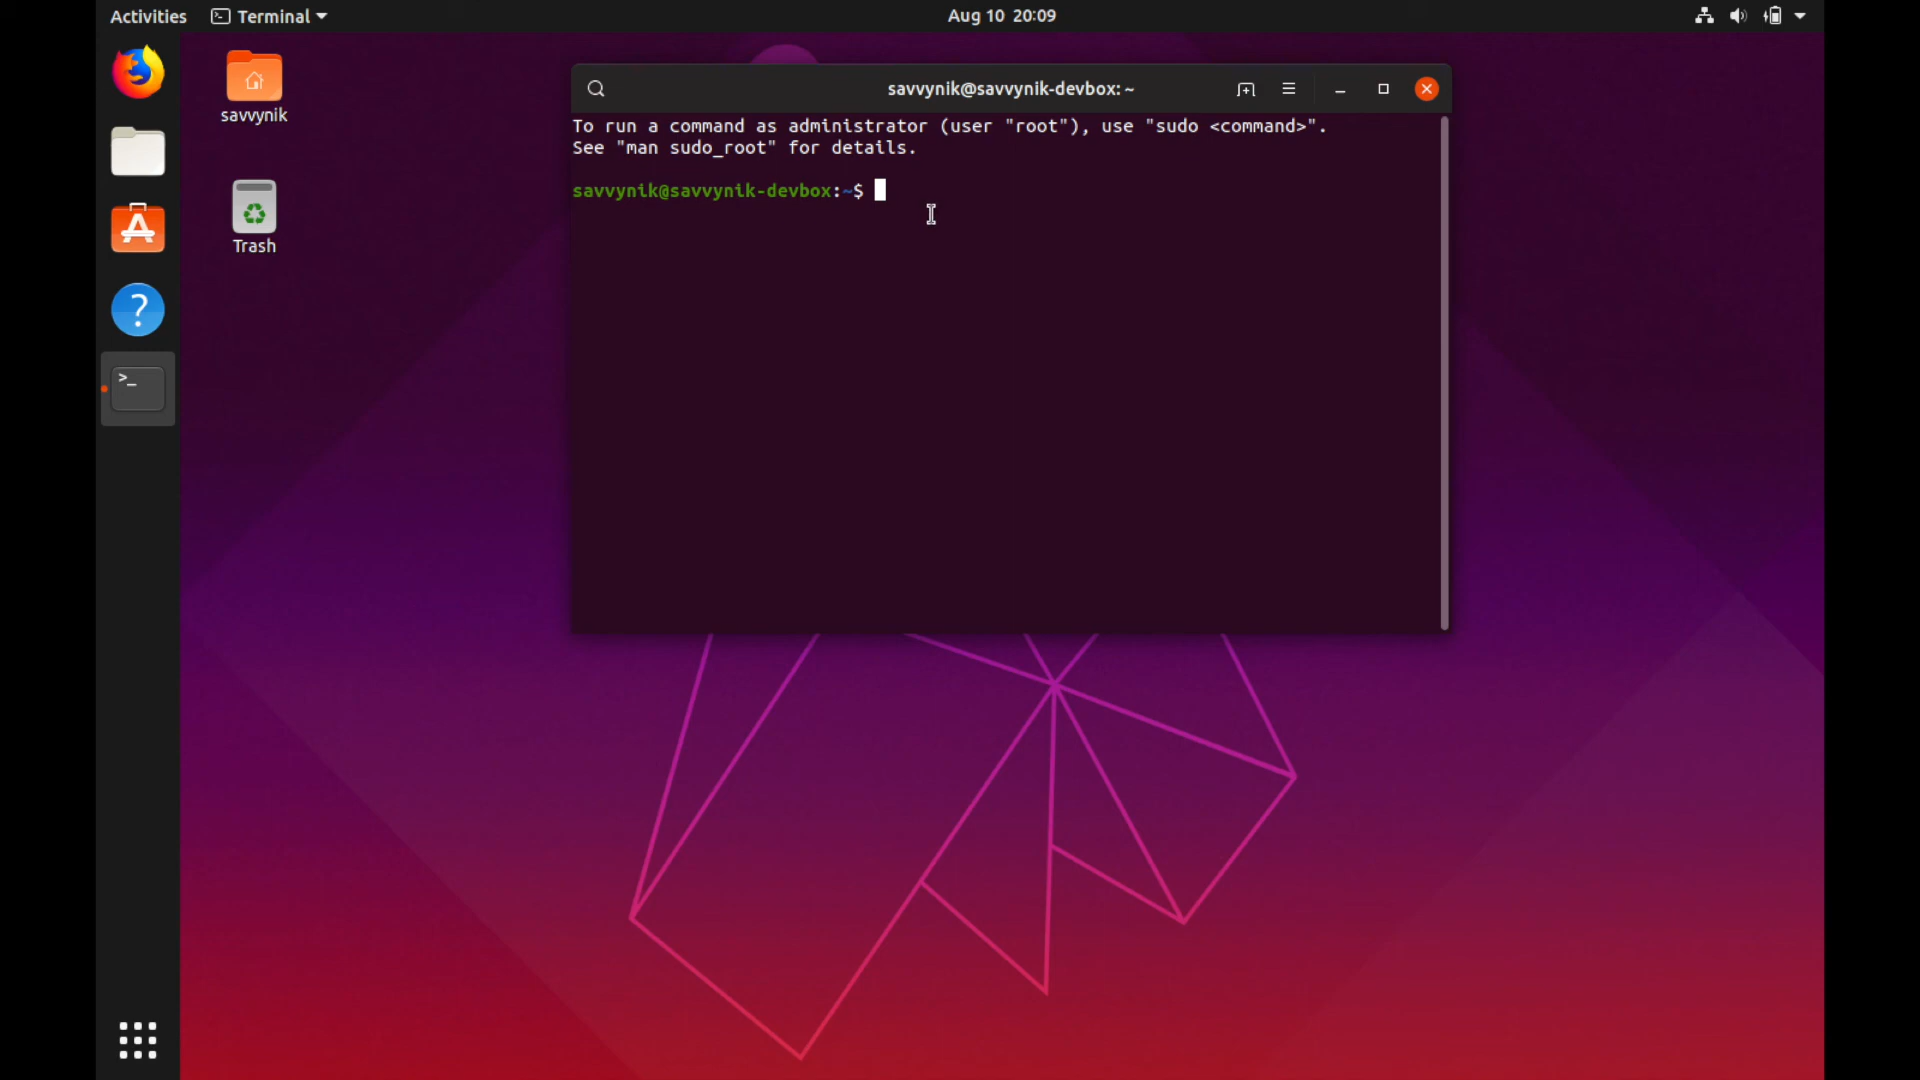 Activities Terminal Aug 10 20:09
savvynik
Trash
savvynik@savvynik-devbox: ~
To run a command as administrator (user "root"), use "sudo <command>".
See "man sudo_root" for details.
savvynik@savvynik-devbox:~$